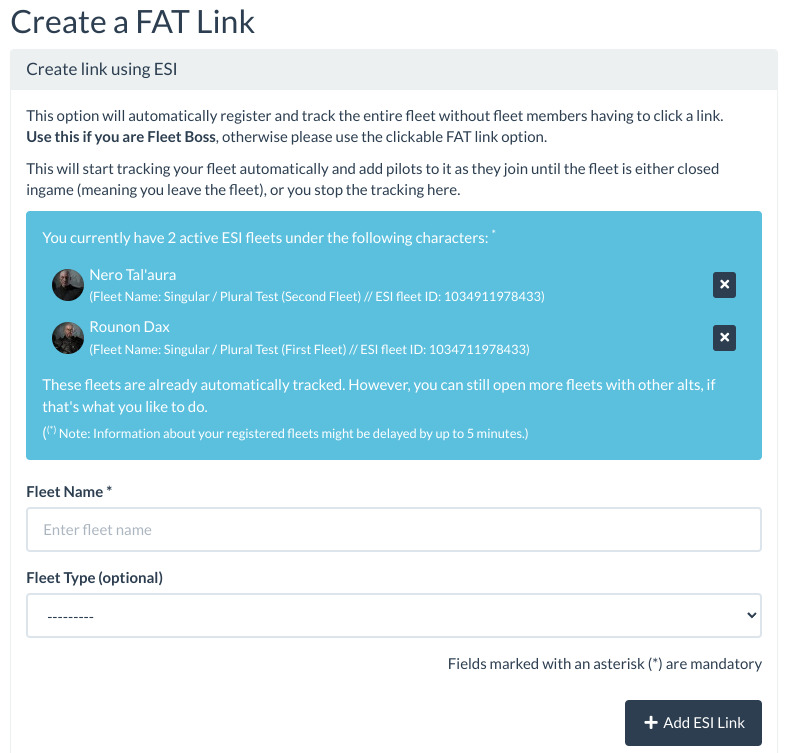 Create a FAT Link
Create link using ESI
This option will automatically register and track the entire fleet without fleet members having to click a link.
Use this if you are Fleet Boss, otherwise please use the clickable FAT link option.
This will start tracking your fleet automatically and add pilots to it as they join until the fleet is either closed
ingame (meaning you leave the fleet), or you stop the tracking here.
You currently have 2 active ESI fleets under the following characters: *
Nero Tal'aura
(Fleet Name: Singular / Plural Test (Second Fleet) // ESI fleet ID: 1034911978433)
Rounon Dax
(Fleet Name: Singular / Plural Test (First Fleet) // ESI fleet ID: 1034711978433)
These fleets are already automatically tracked. However, you can still open more fleets with other alts, if
that's what you like to do.
((*) Note: Information about your registered fleets might be delayed by up to 5 minutes.)
Fleet Name *
Enter fleet name
Fleet Type (optional)
---------
Fields marked with an asterisk (*) are mandatory
+ Add ESI Link